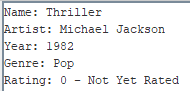 Name: Thriller
Artist: Michael Jackson
Year: 1982
Genre: Pop
Rating: 0 - Not Yet Rated